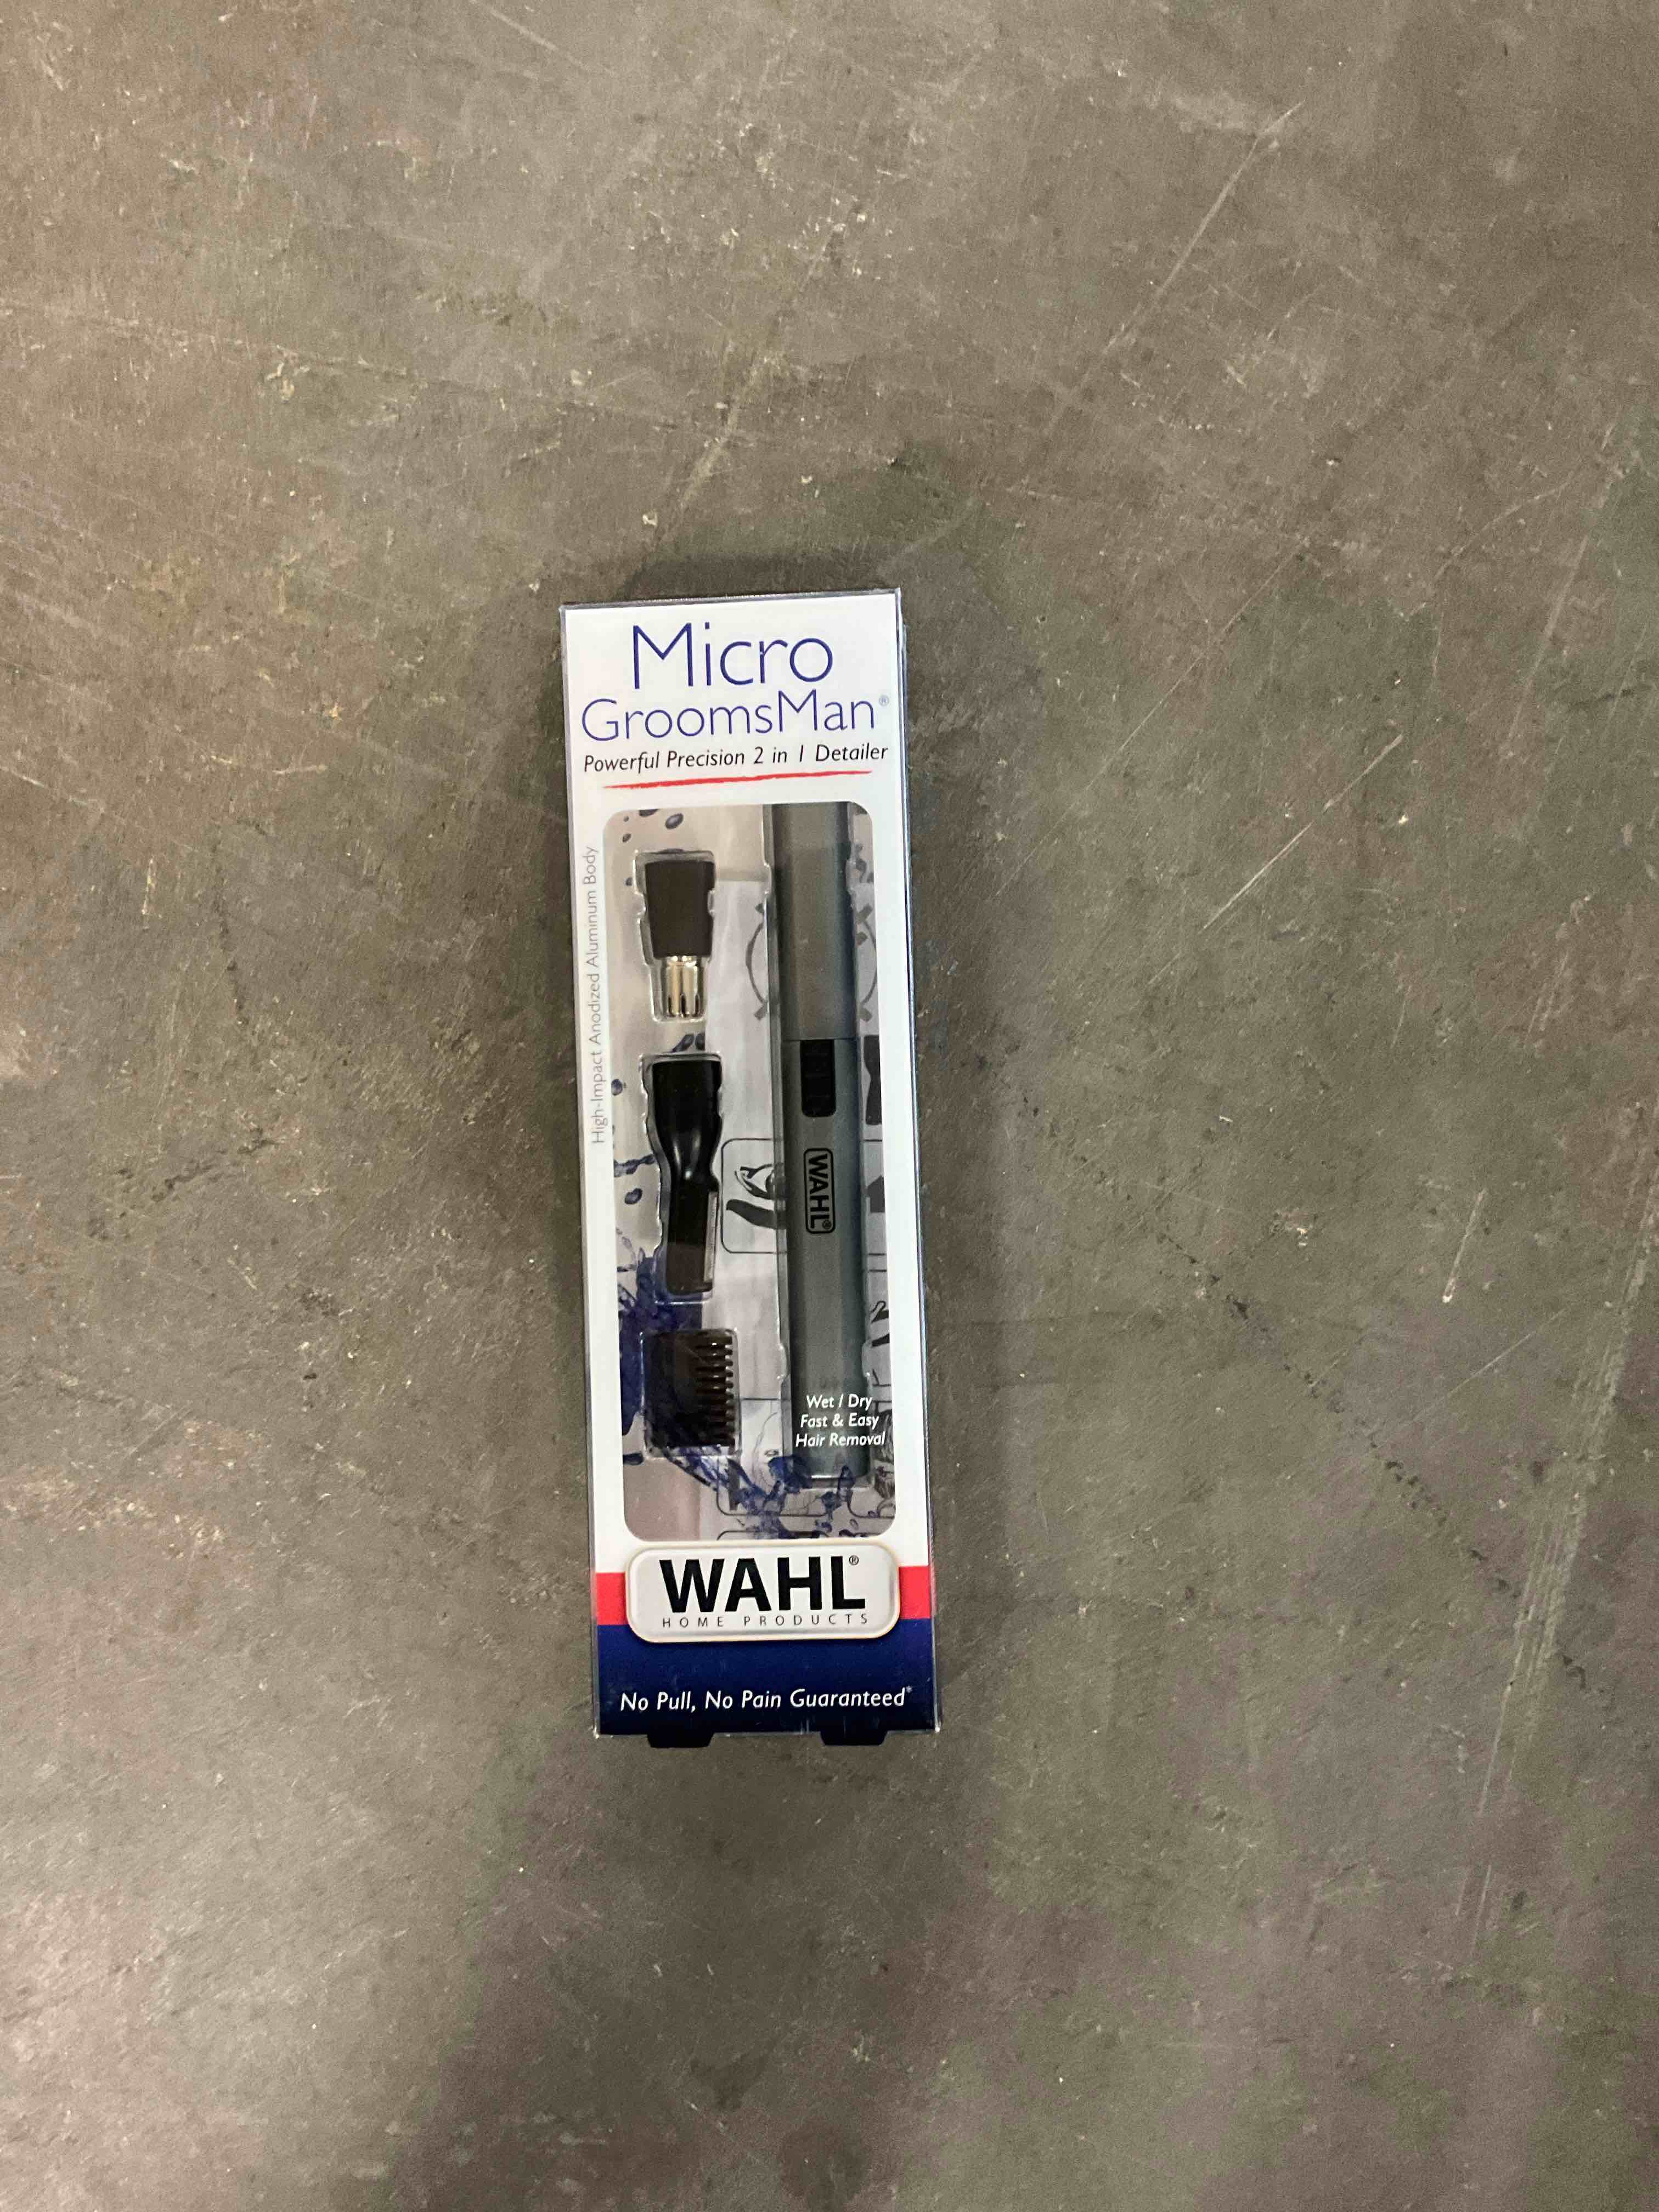 Micro
GroomsMan®
Powerful Precision 2 in 1 Detailer
High-Impact Anodized Aluminum Body
WAHL®
Wet / Dry
Fast & Easy
Hair Removal
WAHL®
HOME PRODUCTS
No Pull, No Pain Guaranteed*